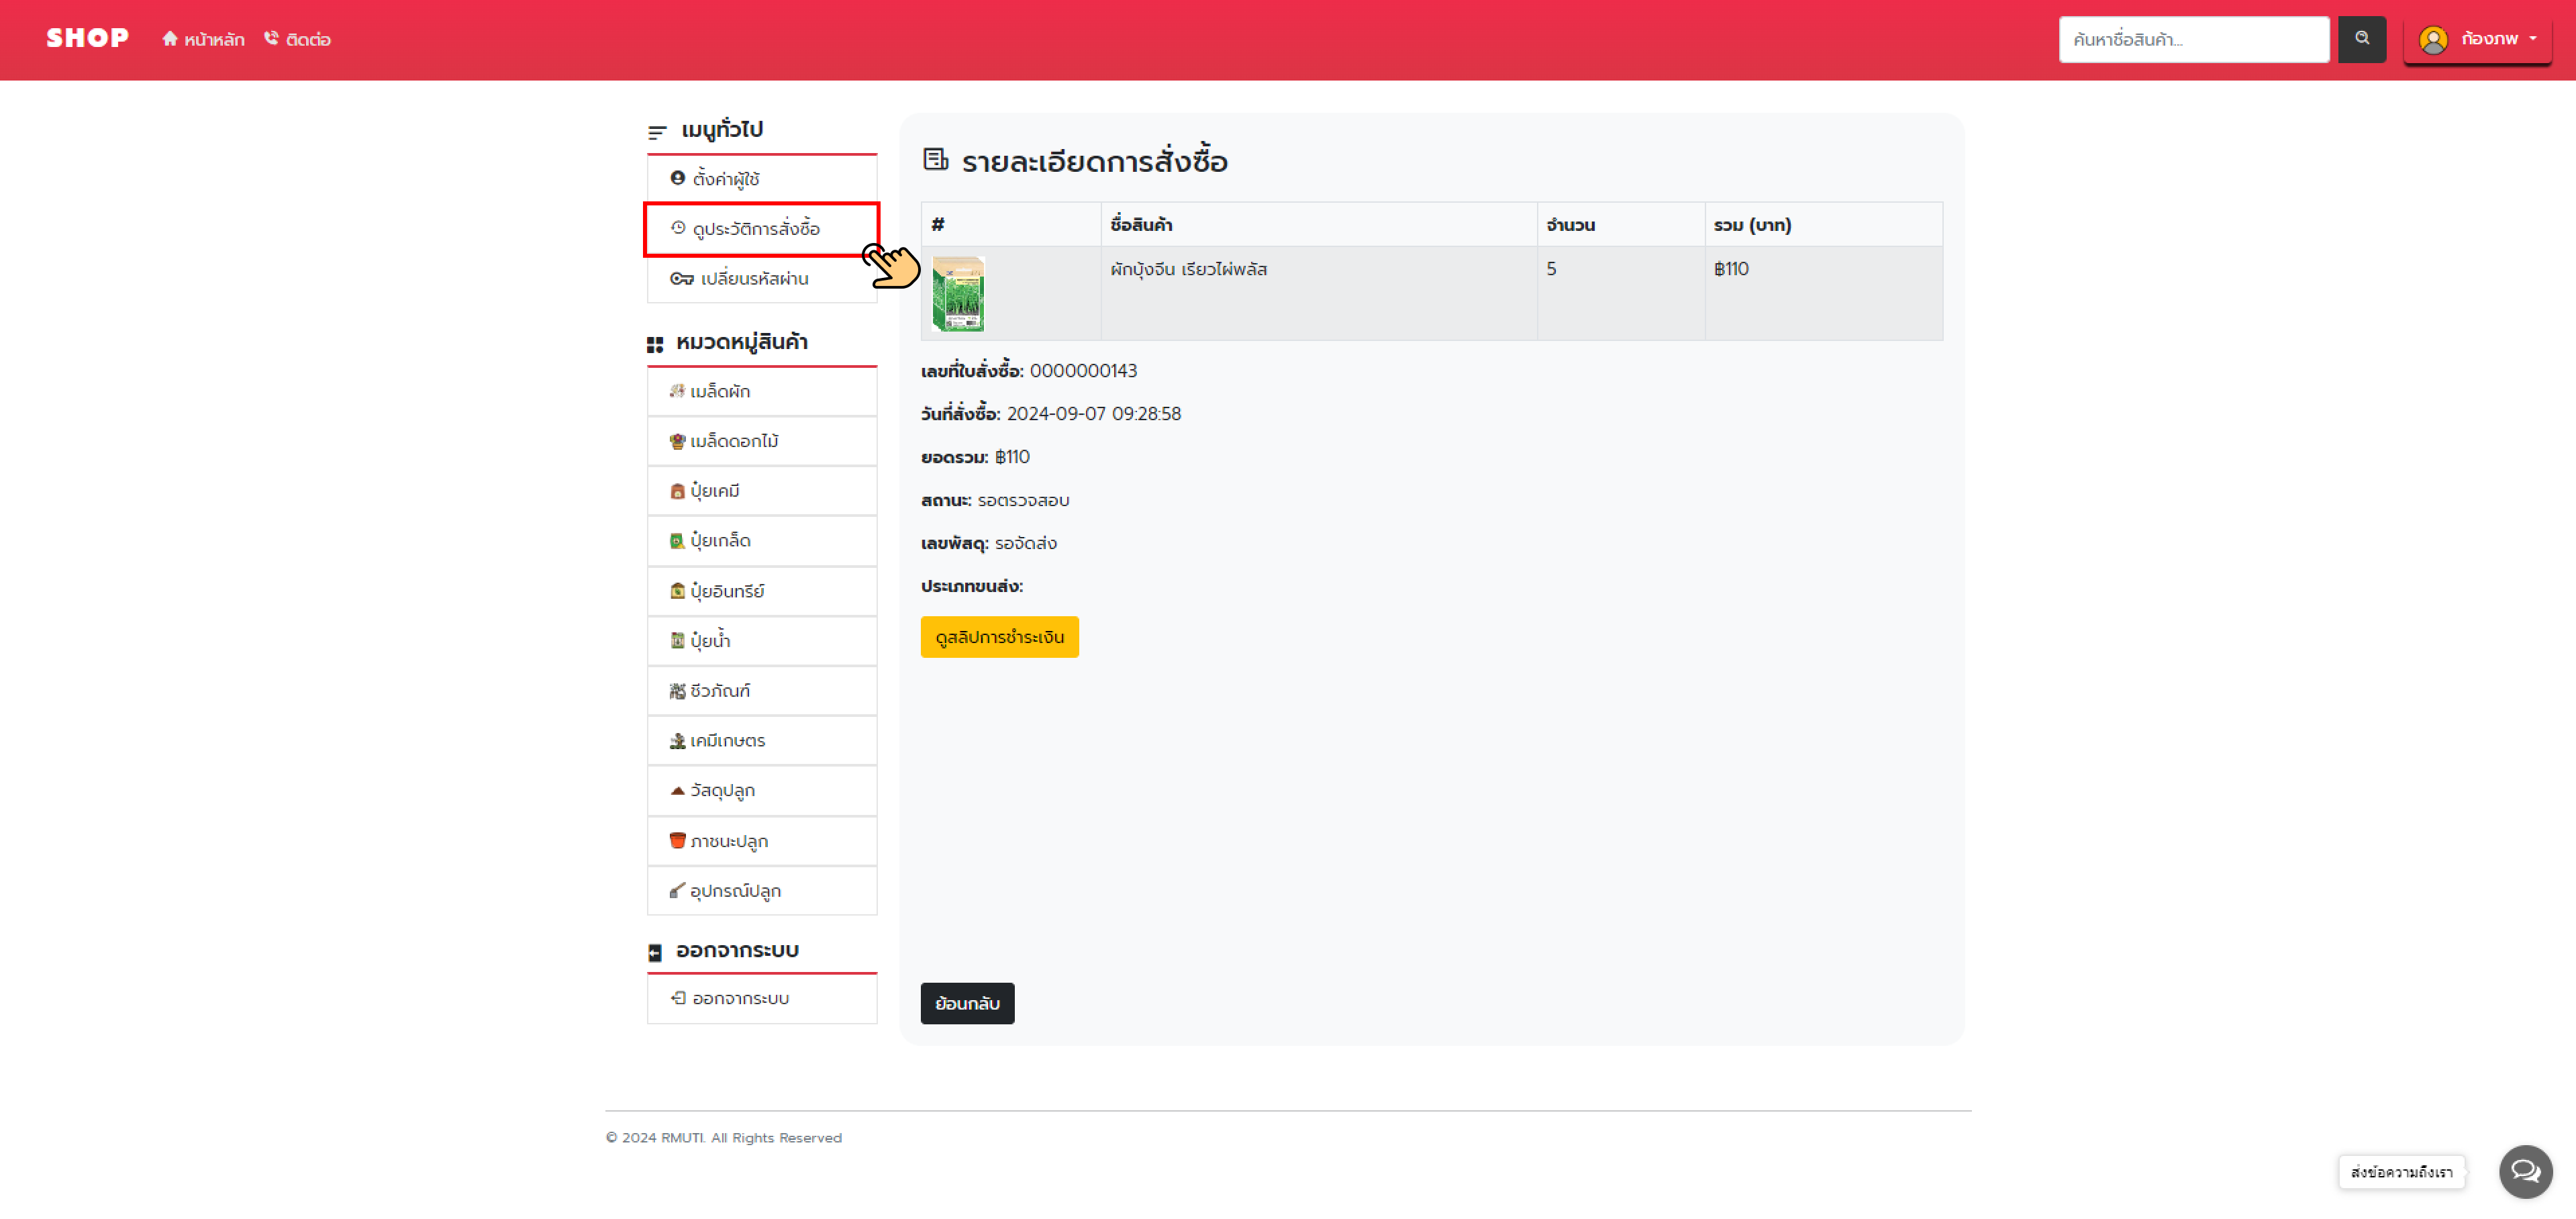 SHOP หน้าหลัก ติดต่อ ค้นหาชื่อสินค้า... ก้องภพ
เมนูทั่วไป
ตั้งค่าผู้ใช้
ดูประวัติการสั่งซื้อ
เปลี่ยนรหัสผ่าน
หมวดหมู่สินค้า
เมล็ดผัก
เมล็ดดอกไม้
ปุ๋ยเคมี
ปุ๋ยเกล็ด
ปุ๋ยอินทรีย์
ปุ๋ยน้ำ
ชีวภัณฑ์
เคมีเกษตร
วัสดุปลูก
ภาชนะปลูก
อุปกรณ์ปลูก
ออกจากระบบ
ออกจากระบบ
รายละเอียดการสั่งซื้อ
# ชื่อสินค้า จำนวน รวม (บาท)
ผักบุ้งจีน เรียวไผ่พลัส 5 ฿110
เลขที่ใบสั่งซื้อ: 0000000143
วันที่สั่งซื้อ: 2024-09-07 09:28:58
ยอดรวม: ฿110
สถานะ: รอตรวจสอบ
เลขพัสดุ: รอจัดส่ง
ประเภทขนส่ง:
ดูสลิปการชำระเงิน
ย้อนกลับ
© 2024 RMUTI. All Rights Reserved
ส่งข้อความถึงเรา